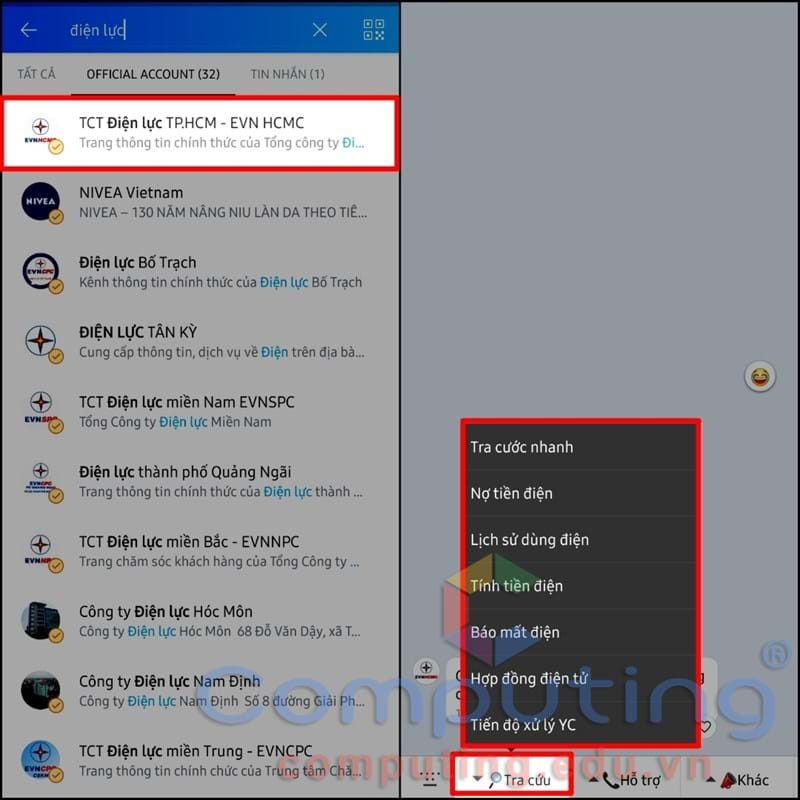 điện lực
TẤT CẢ
OFFICIAL ACCOUNT (32)
TIN NHẮN (1)
EVNHCMC
TCT Điện lực TP.HCM - EVN HCMC
Trang thông tin chính thức của Tổng công ty Đi...
NIVEA
NIVEA Vietnam
NIVEA – 130 NĂM NÂNG NIU LÀN DA THEO TIÊ...
EVNCPC
Điện lực Bố Trạch
Kênh thông tin chính thức của Điện lực Bố Trạch
ĐIỆN LỰC TÂN KỲ
Cung cấp thông tin, dịch vụ về Điện trên địa bà...
TCT Điện lực miền Nam EVNSPC
Tổng Công ty Điện lực Miền Nam
EVNCPC
Điện lực thành phố Quảng Ngãi
Trang thông tin chính thức của Điện lực thành ...
TCT Điện lực miền Bắc - EVNNPC
Trang chăm sóc khách hàng của Tổng Công ty ...
Công ty Điện lực Hóc Môn
Công ty Điện lực Hóc Môn 68 Đỗ Văn Dậy, xã T...
Công ty Điện lực Nam Định
Công ty Điện lực Nam Định Số 8 đường Giải Ph...
EVNCPC
TCT Điện lực miền Trung - EVNCPC
Trang chính thức của Trung tâm Chă...
Tra cước nhanh
Nợ tiền điện
Lịch sử dùng điện
Tính tiền điện
Báo mất điện
Hợp đồng điện tử
Tiến độ xử lý YC
EVNHCMC
Tra cứu
Hỗ trợ
Khác
Computing®
computing.edu.vn